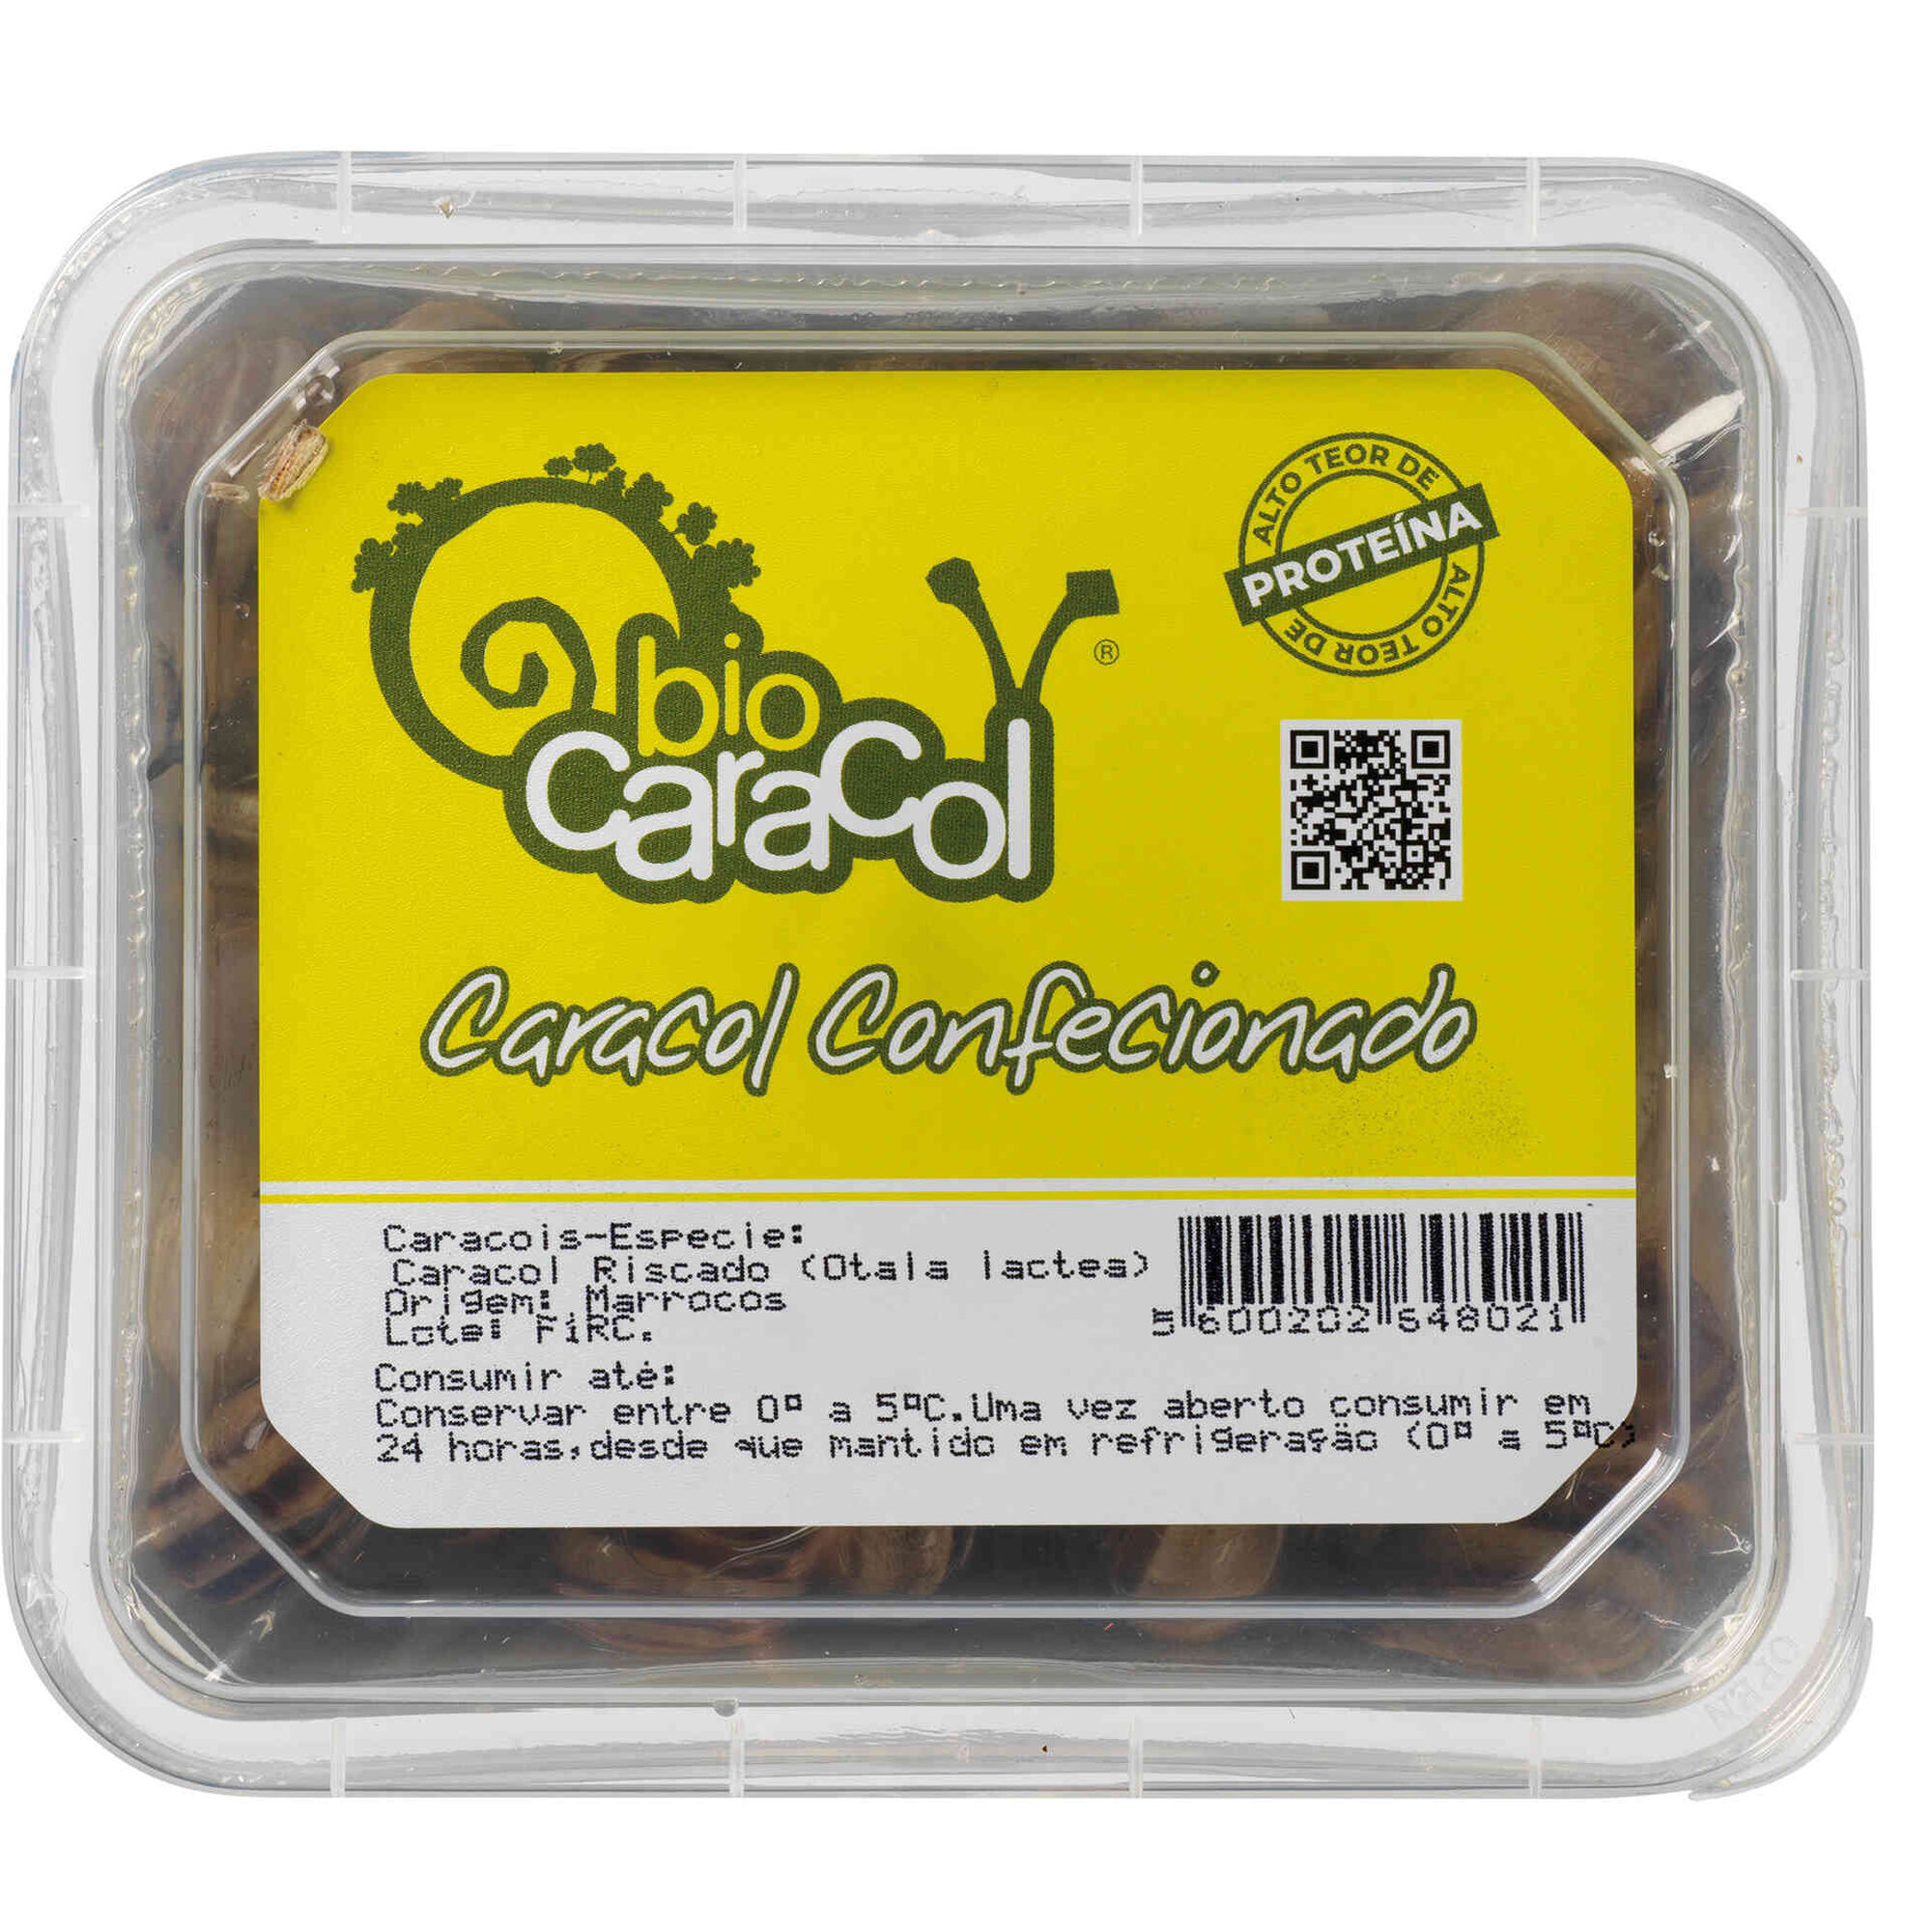 bio
CaraCol
®
ALTO TEOR DE
PROTEÍNA
ALTO TEOR DE
Caracol Confecionado
Caracois-Especie:
Caracol Riscado (Otala lactea)
Origem: Marrocos
Lote: FiRC.
5 600202 648021
Consumir até:
Conservar entre 0º a 5ºC.Uma vez aberto consumir em
24 horas,desde que mantido em refrigeração (0º a 5ºC)
OPEN